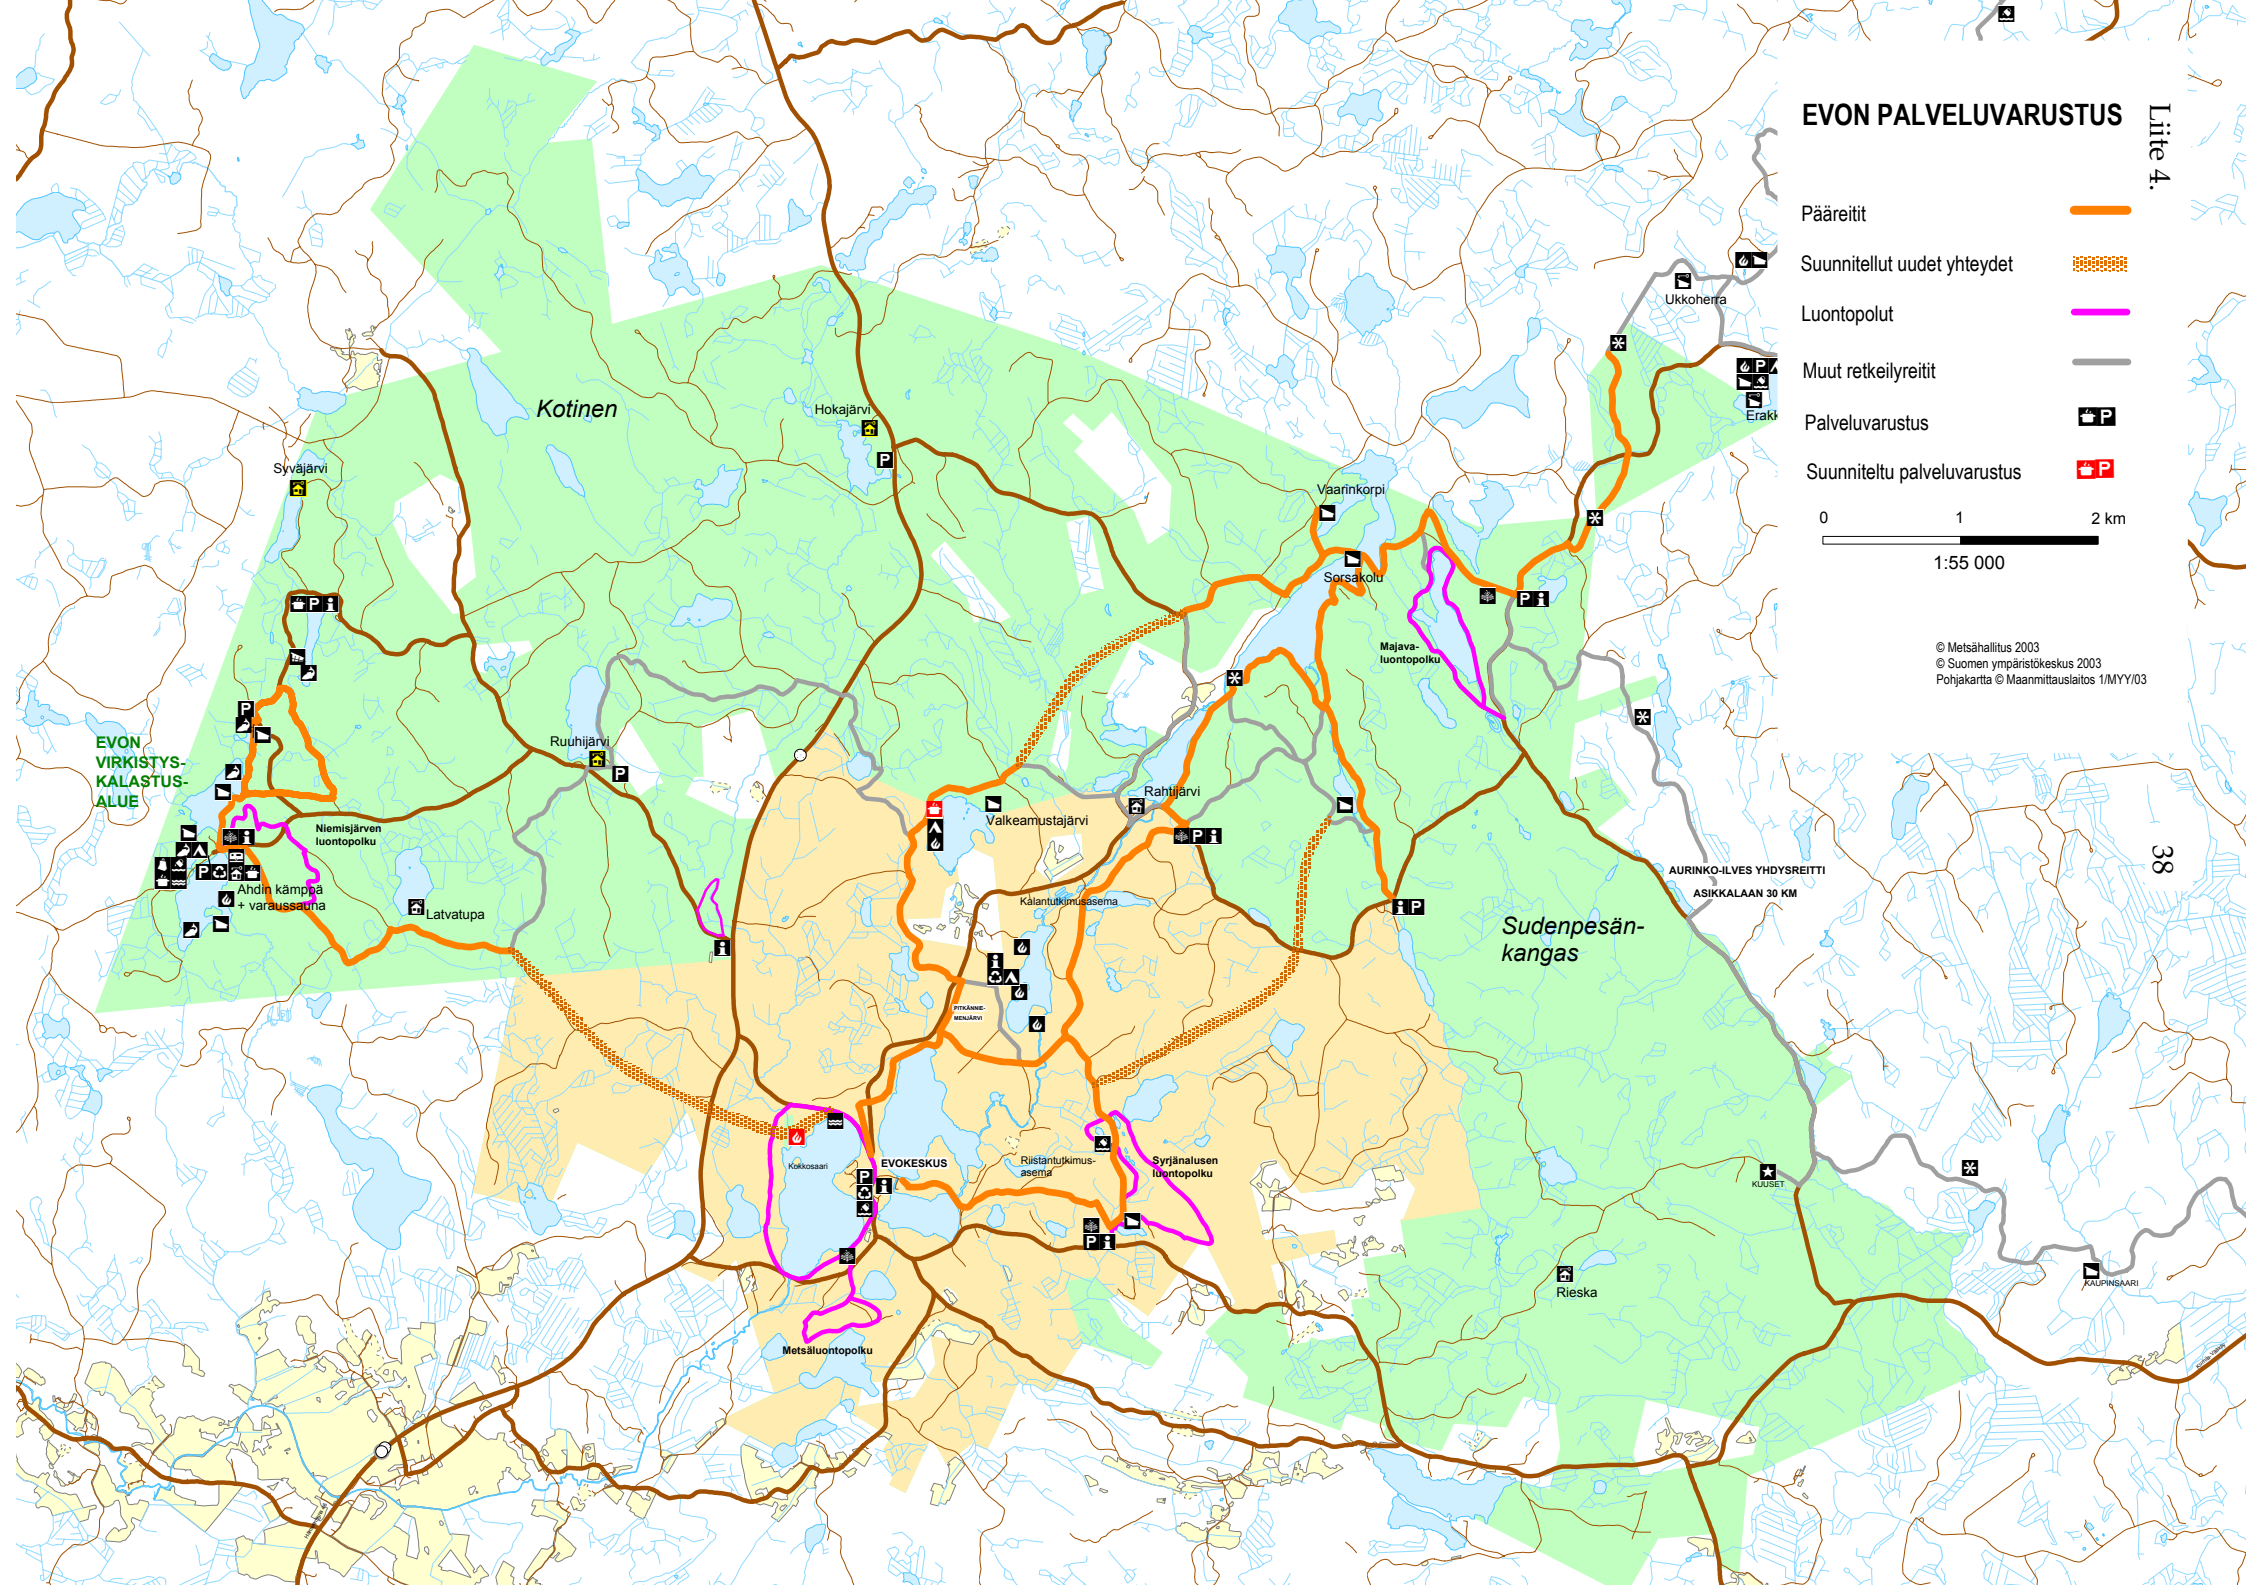 EVON PALVELUVARUSTUS
Liite 4.
Pääreitit
Suunnitellut uudet yhteydet
Luontopolut
Muut retkeilyreitit
Palveluvarustus
P
Suunniteltu palveluvarustus
P
0 1 2 km
1:55 000
© Metsähallitus 2003
© Suomen ympäristökeskus 2003
Pohjakartta © Maanmittauslaitos 1/MYY/03
38
Ukkoherra
P
Erakk
Kotinen
Hokajärvi
P
Syväjärvi
Vaarinkorpi
Sorsakolu
P i
P i
Majava-
luontopolku
P
EVON
VIRKISTYS-
KALASTUS-
ALUE
Ruuhijärvi
P
Rahtijärvi
Valkeamustajärvi
P i
Niemisjärven
luontopolku
i
P
Ahdin kämppä
+ varaussauna
Latvatupa
i
Kalantutkimusasema
i
i P
AURINKO-ILVES YHDYSREITTI
ASIKKALAAN 30 KM
Sudenpesän-
kangas
PITKÄNNIE-
MENJÄRVI
Kokkosaari
EVOKESKUS
P
i
Riistantutkimus-
asema
Syrjänalusen
luontopolku
P i
KUUSET
KAUPINSAARI
Rieska
Metsäluontopolku